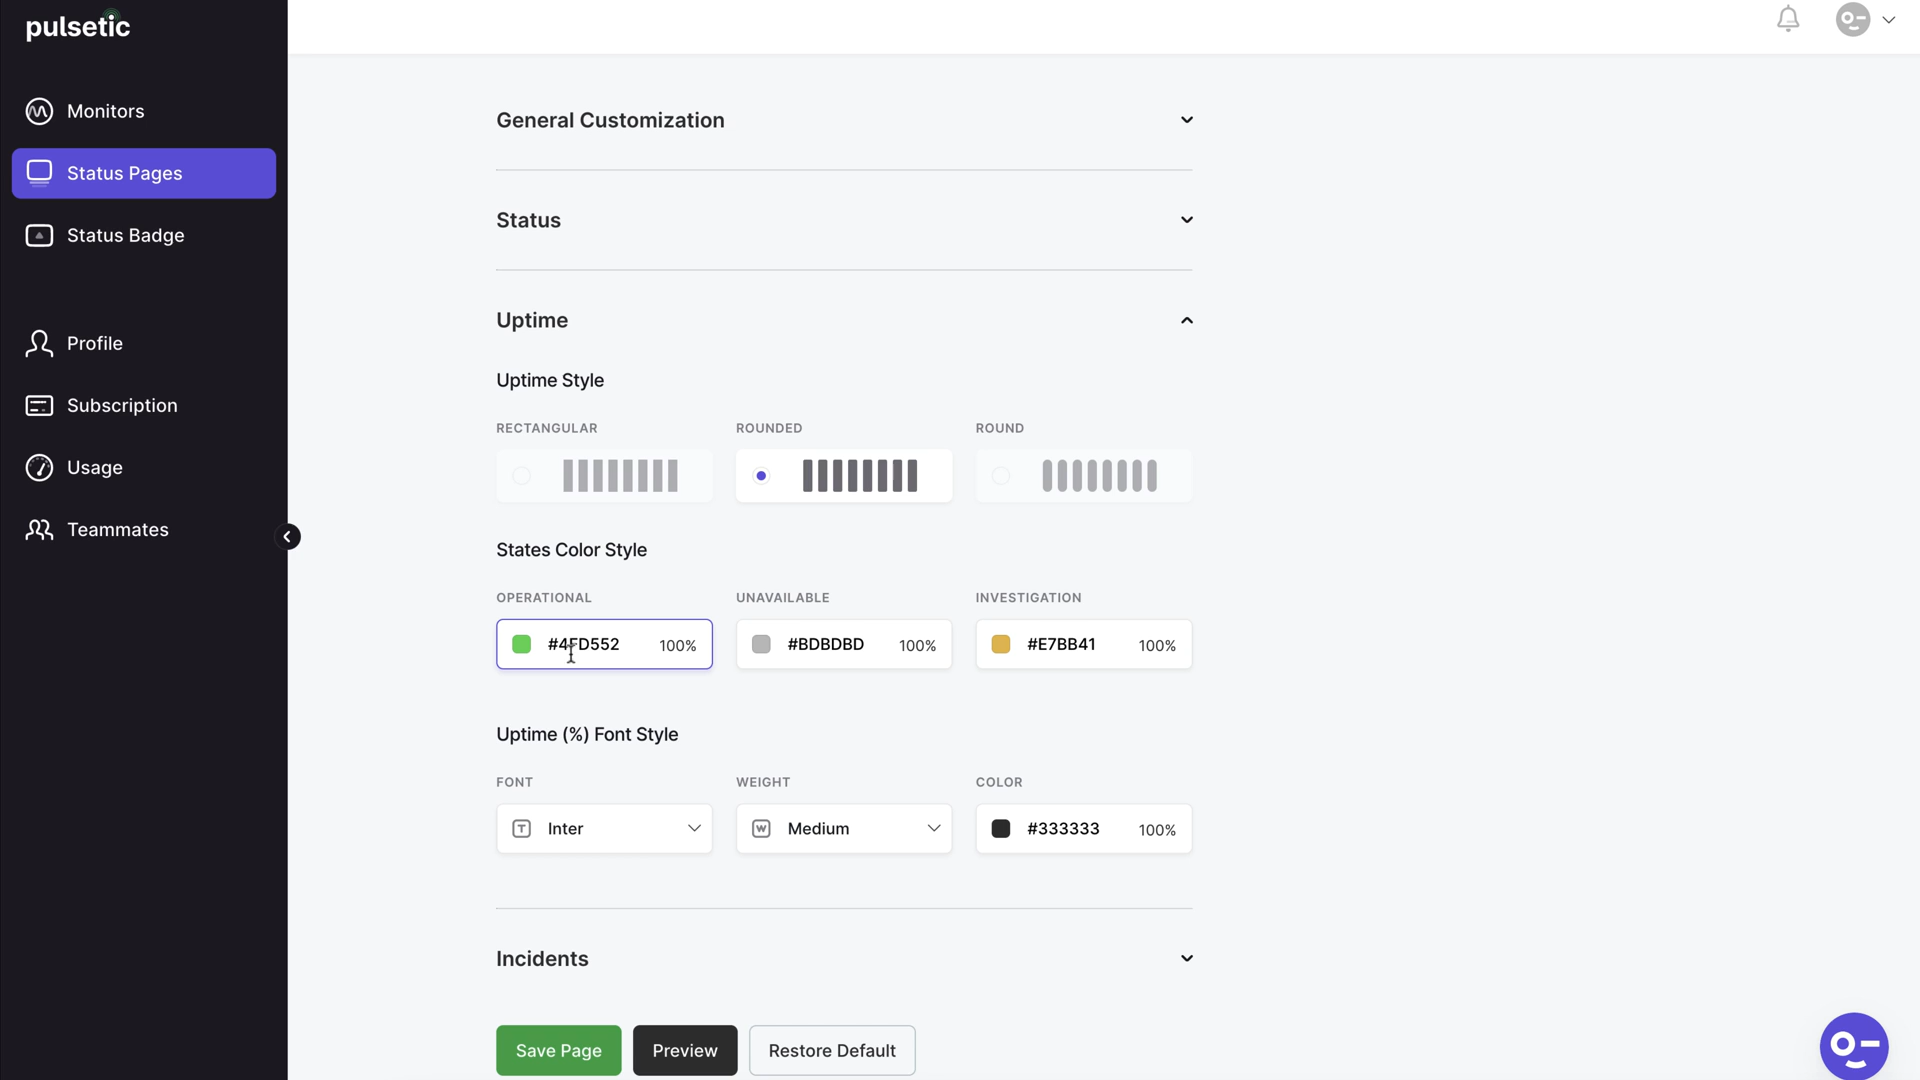 pulsetic
Monitors
Status Pages
Status Badge
Profile
Subscription
Usage
Teammates
General Customization
Status
Uptime
Uptime Style
RECTANGULAR ROUNDED ROUND
States Color Style
OPERATIONAL UNAVAILABLE INVESTIGATION
#4FD552 100% #BDBDBD 100% #E7BB41 100%
Uptime (%) Font Style
FONT WEIGHT COLOR
T Inter W Medium #333333 100%
Incidents
Save Page Preview Restore Default